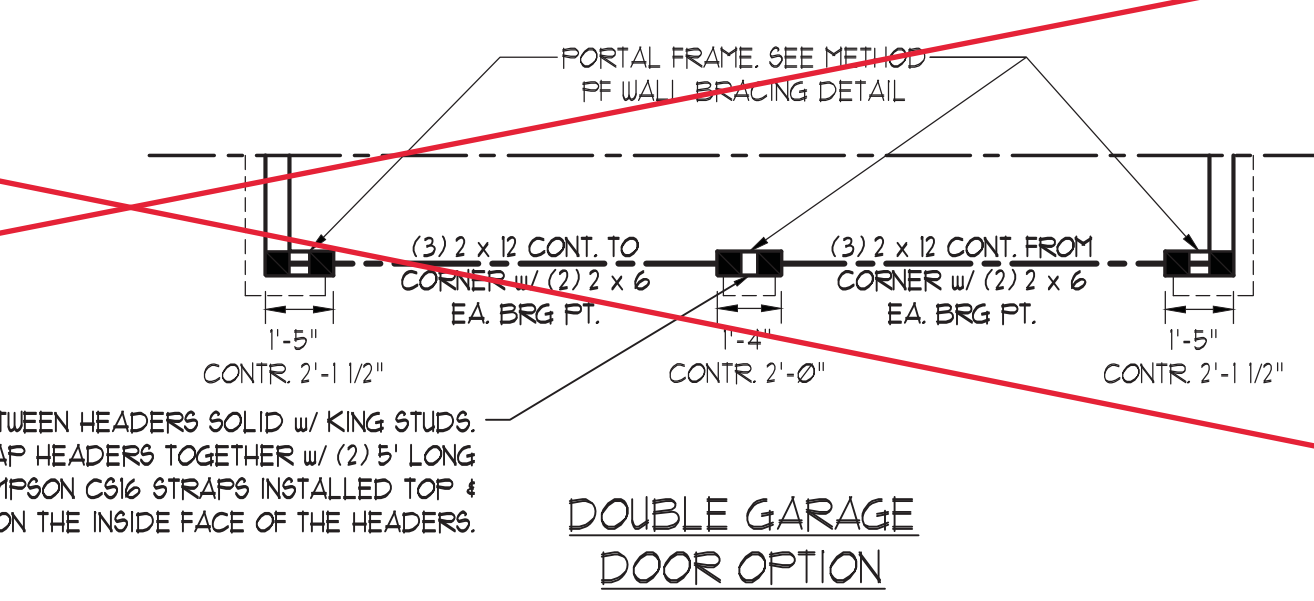 PORTAL FRAME. SEE METHOD
PF WALL BRACING DETAIL
(3) 2 x 12 CONT. TO
CORNER w/ (2) 2 x 6
EA. BRG PT.
(3) 2 x 12 CONT. FROM
CORNER w/ (2) 2 x 6
EA. BRG PT.
1'-5"
CONTR. 2'-1 1/2"
1'-4"
CONTR. 2'-0"
1'-5"
CONTR. 2'-1 1/2"
HEADERS SOLID w/ KING STUDS.
HEADERS TOGETHER w/ (2) 5' LONG
CS16 STRAPS INSTALLED TOP &
ON THE INSIDE FACE OF THE HEADERS.
DOUBLE GARAGE
DOOR OPTION